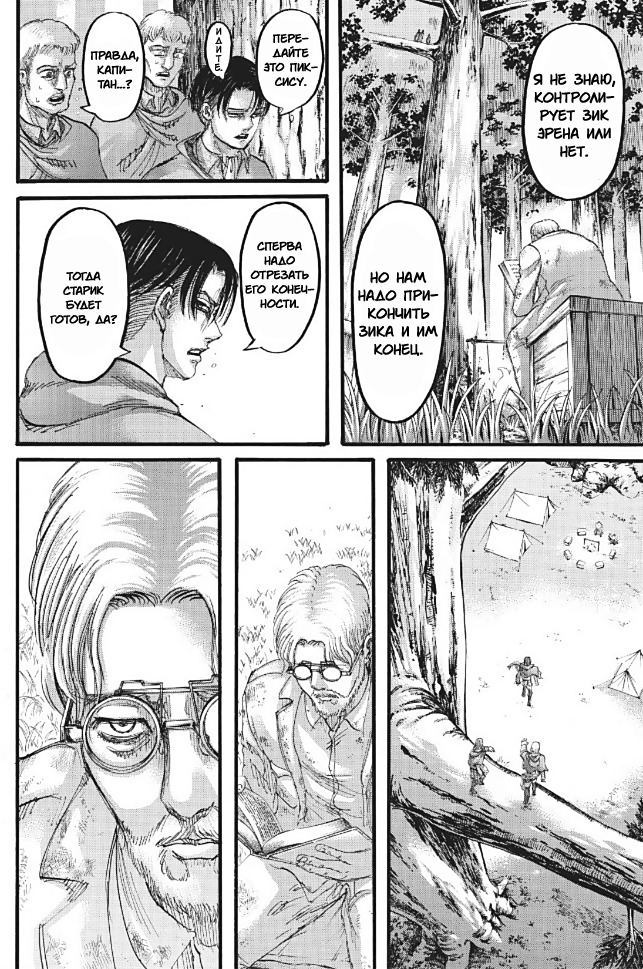 Я НЕ ЗНАЮ,
КОНТРОЛИ-
РУЕТ ЗИК
ЭРЕНА ИЛИ
НЕТ.
НО НАМ
НАДО ПРИ-
КОНЧИТЬ
ЗИКА И ИМ
КОНЕЦ.
ПЕРЕ-
ДАЙТЕ
ЭТО ПИК-
СИСУ.
ИДИТЕ.
ПРАВДА,
КАПИ-
ТАН...?
СПЕРВА
НАДО
ОТРЕЗАТЬ
ЕГО КОНЕЧ-
НОСТИ.
ТОГДА
СТАРИК
БУДЕТ
ГОТОВ, ДА?